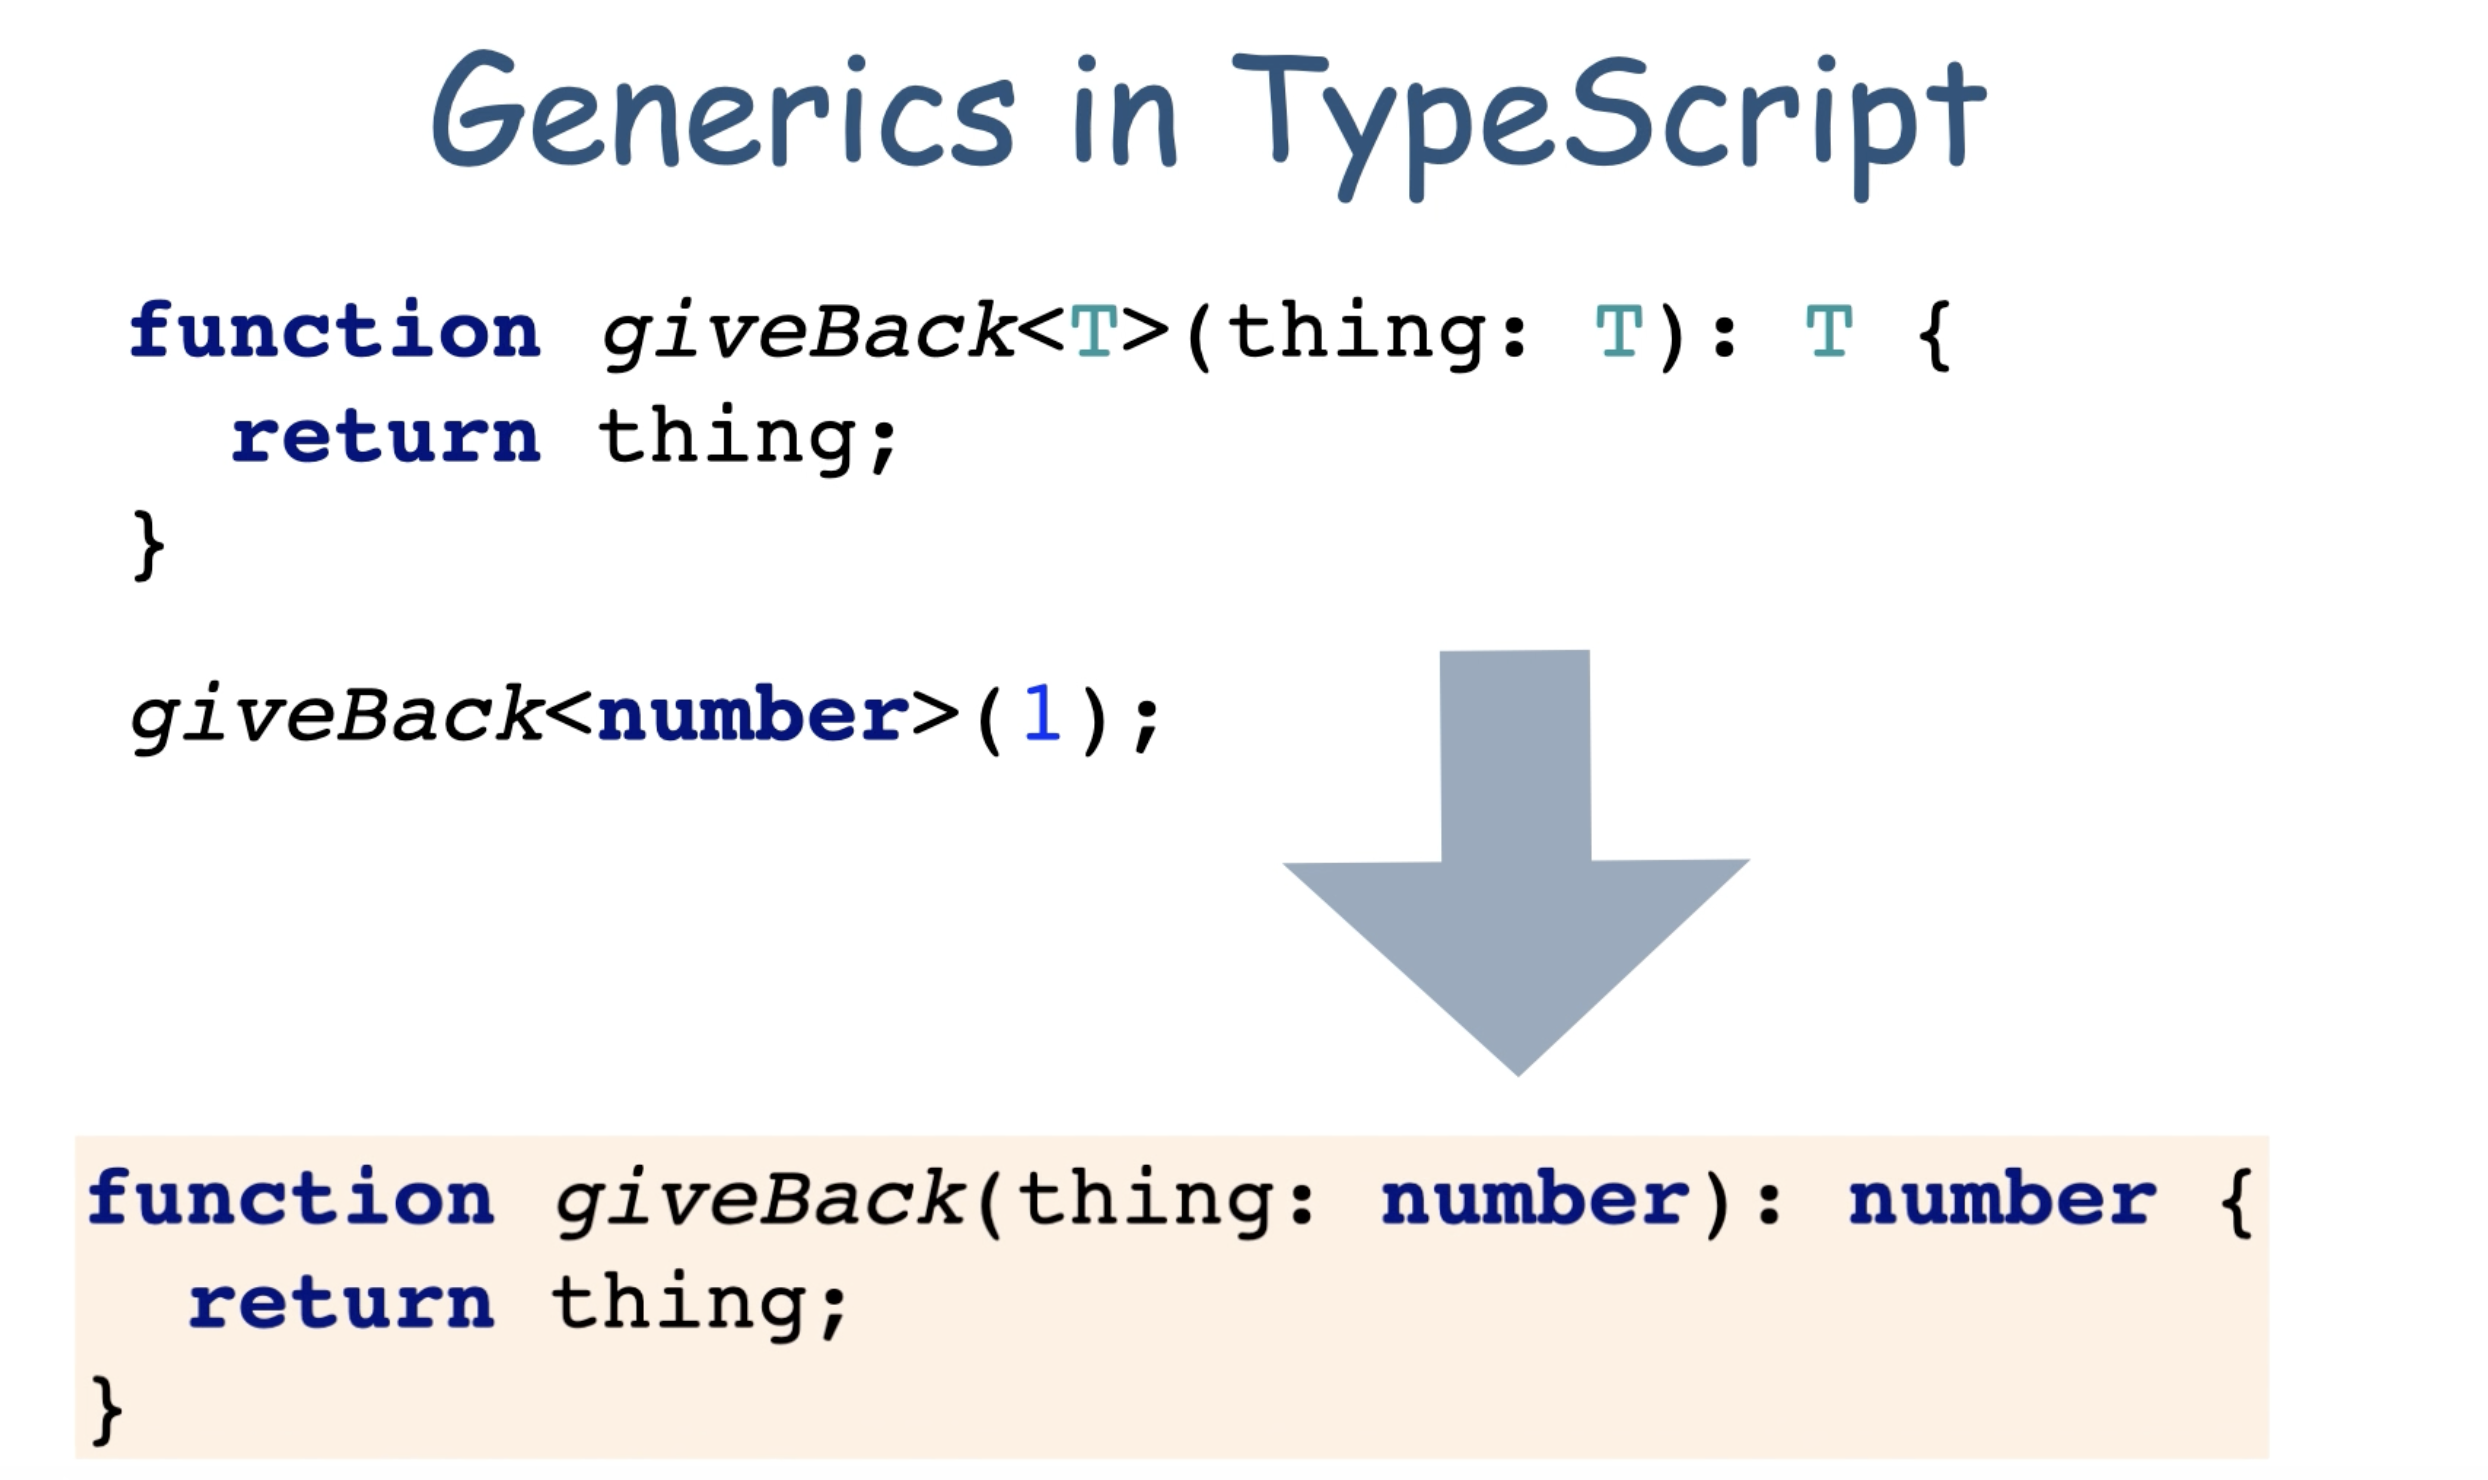 Generics in TypeScript
function giveBack<T>(thing: T): T {
  return thing;
}
giveBack<number>(1);
function giveBack(thing: number): number {
  return thing;
}